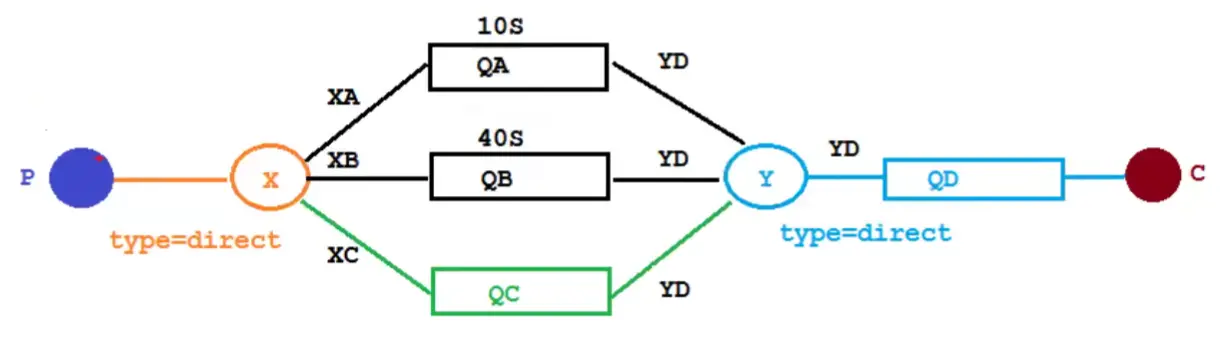 10S
QA
YD
XA
40S
XB
QB
YD
YD
P
X
Y
QD
C
type=direct
type=direct
XC
QC
YD